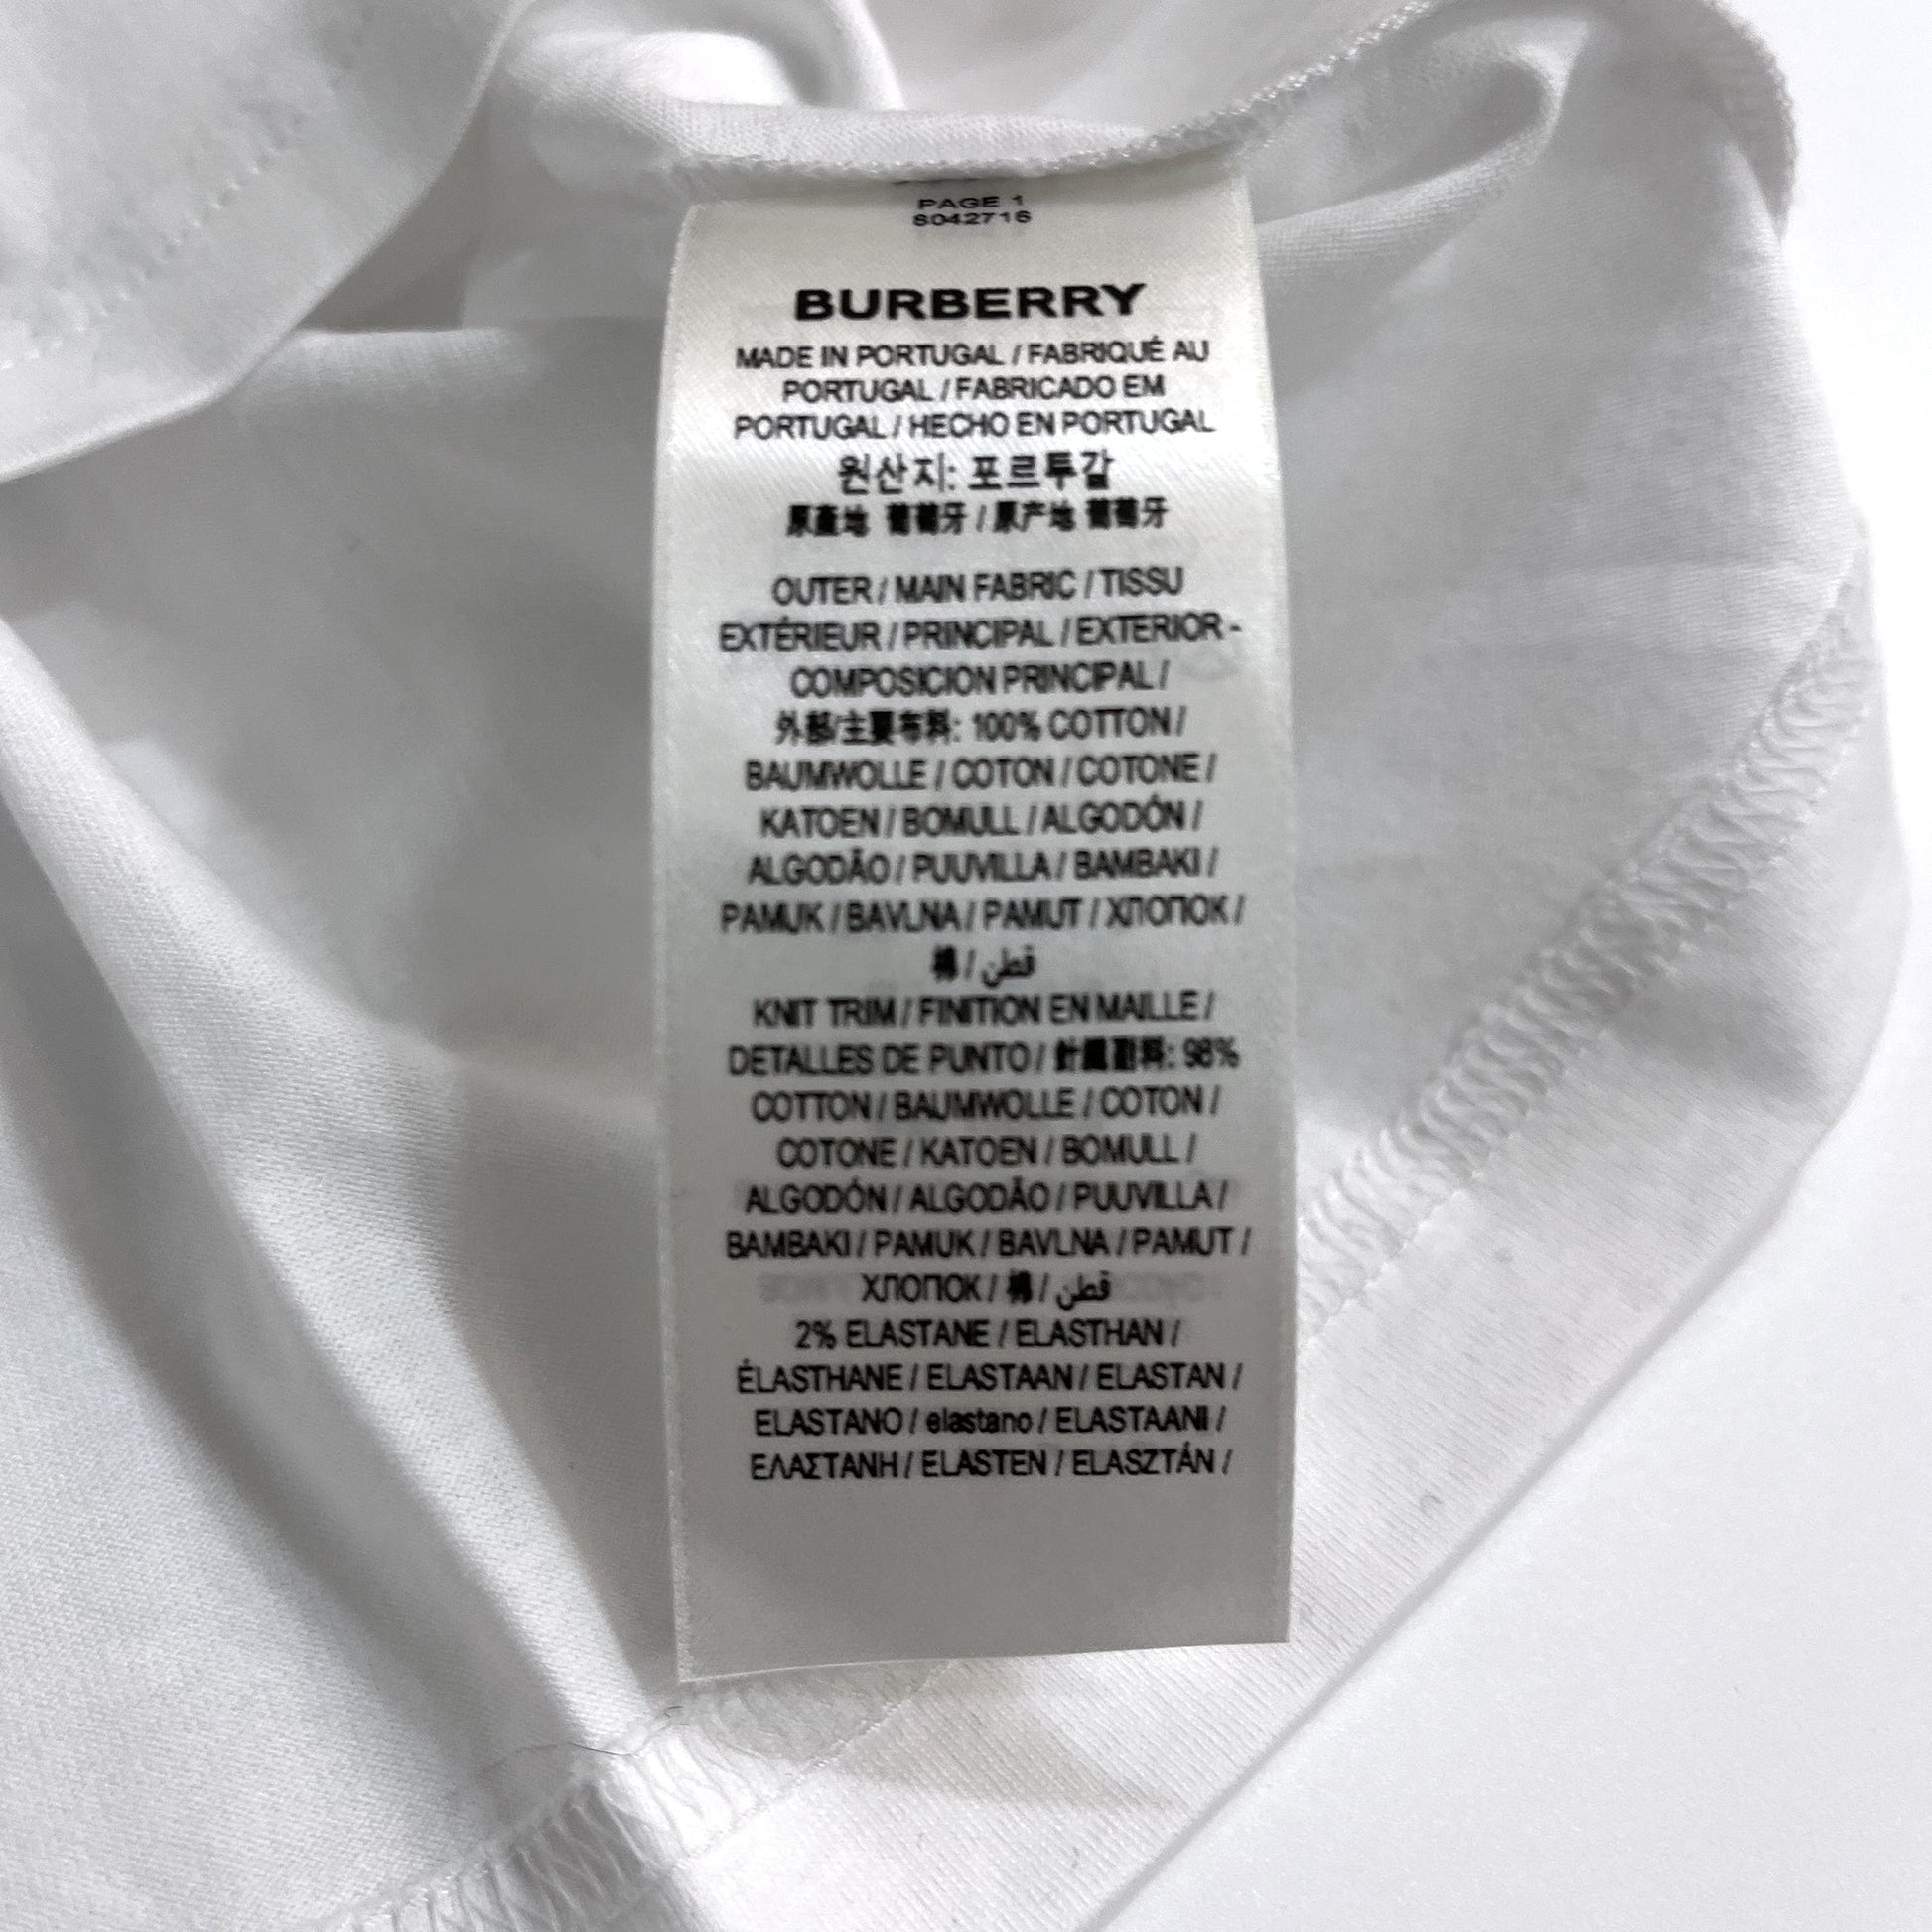 PAGE 1
8042716
BURBERRY
MADE IN PORTUGAL / FABRIQUÉ AU
PORTUGAL / FABRICADO EM
PORTUGAL / HECHO EN PORTUGAL
원산지: 포르투갈
原產地 葡萄牙 / 原产地 葡萄牙
OUTER / MAIN FABRIC / TISSU
EXTÉRIEUR / PRINCIPAL / EXTERIOR -
COMPOSICION PRINCIPAL /
外部/主要布料: 100% COTTON /
BAUMWOLLE / COTON / COTONE /
KATOEN / BOMULL / ALGODÓN /
ALGODÃO / PUUVILLA / BAMBAKI /
PAMUK / BAVLNA / PAMUT / ХЛОПОК /
棉 / قطن
KNIT TRIM / FINITION EN MAILLE /
DETALLES DE PUNTO / : 98%
COTTON / BAUMWOLLE / COTON /
COTONE / KATOEN / BOMULL /
ALGODÓN / ALGODÃO / PUUVILLA /
BAMBAKI / PAMUK / BAVLNA / PAMUT /
ХЛОПОК / 棉 / قطن
2% ELASTANE / ELASTHAN /
ÉLASTHANE / ELASTAAN / ELASTAN /
ELASTANO / elastano / ELASTAANI /
ΕΛΑΣΤΑΝΗ / ELASTEN / ELASZTÁN /